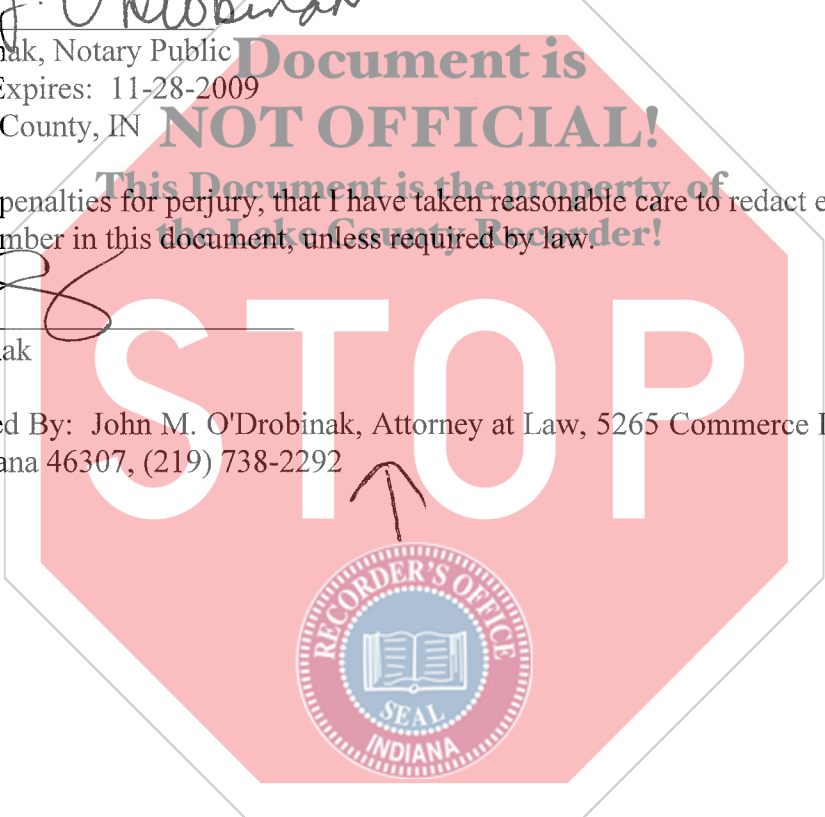 J. O'Drobinak
nak, Notary Public
Document is
Expires: 11-28-2009
NOT OFFICIAL!
County, IN
This Document is the property of
penalties for perjury, that I have taken reasonable care to redact e
the Lake County Recorder!
mber in this document, unless required by law.
STOP
ak
ed By: John M. O'Drobinak, Attorney at Law, 5265 Commerce
ana 46307, (219) 738-2292
RECORDER'S OFFICE
SEAL
INDIANA